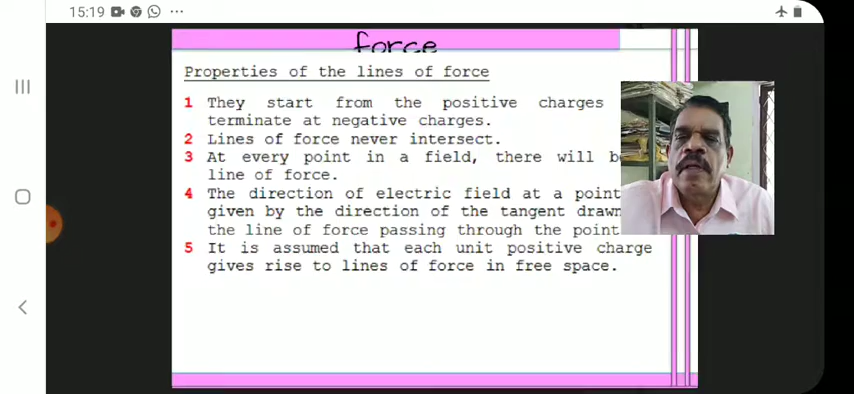 15:19
force
Properties of the lines of force
1 They start from the positive charges
terminate at negative charges.
2 Lines of force never intersect.
3 At every point in a field, there will
line of force.
4 The direction of electric field at a point
given by the direction of the tangent drawn
the line of force passing through the point
5 It is assumed that each unit positive charge
gives rise to lines of force in free space.